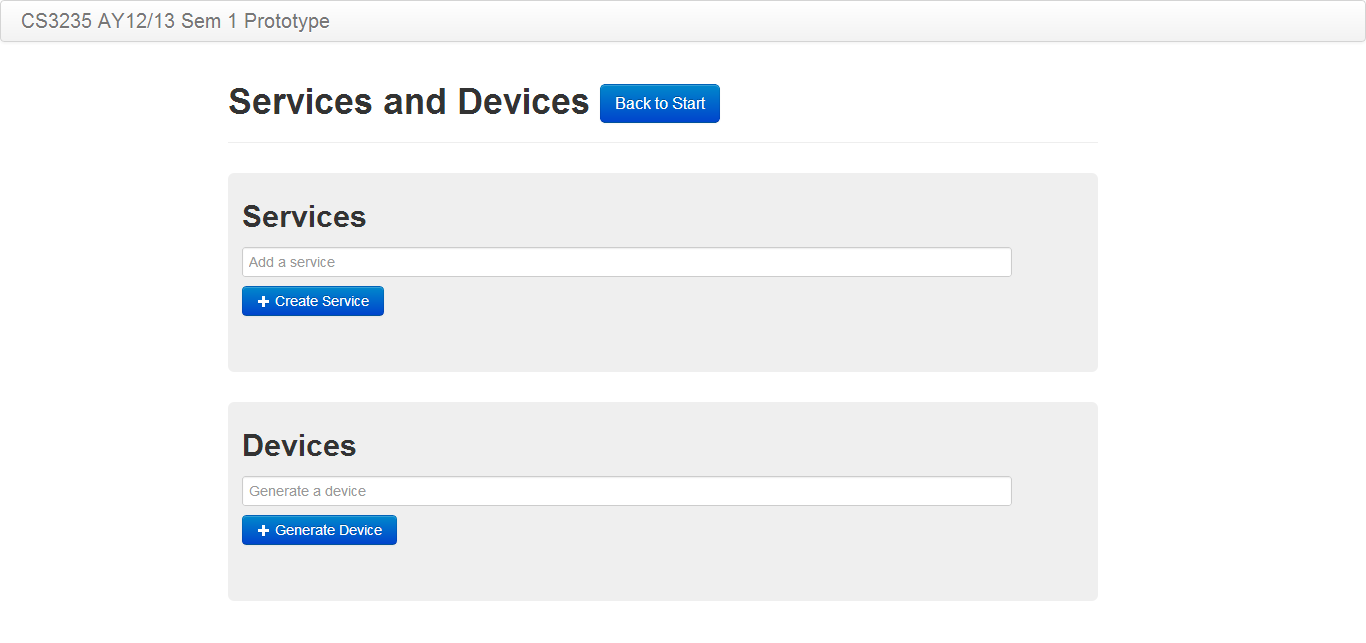 CS3235 AY12/13 Sem 1 Prototype
Services and Devices Back to Start
Services
Add a service
Create Service
Devices
Generate a device
Generate Device